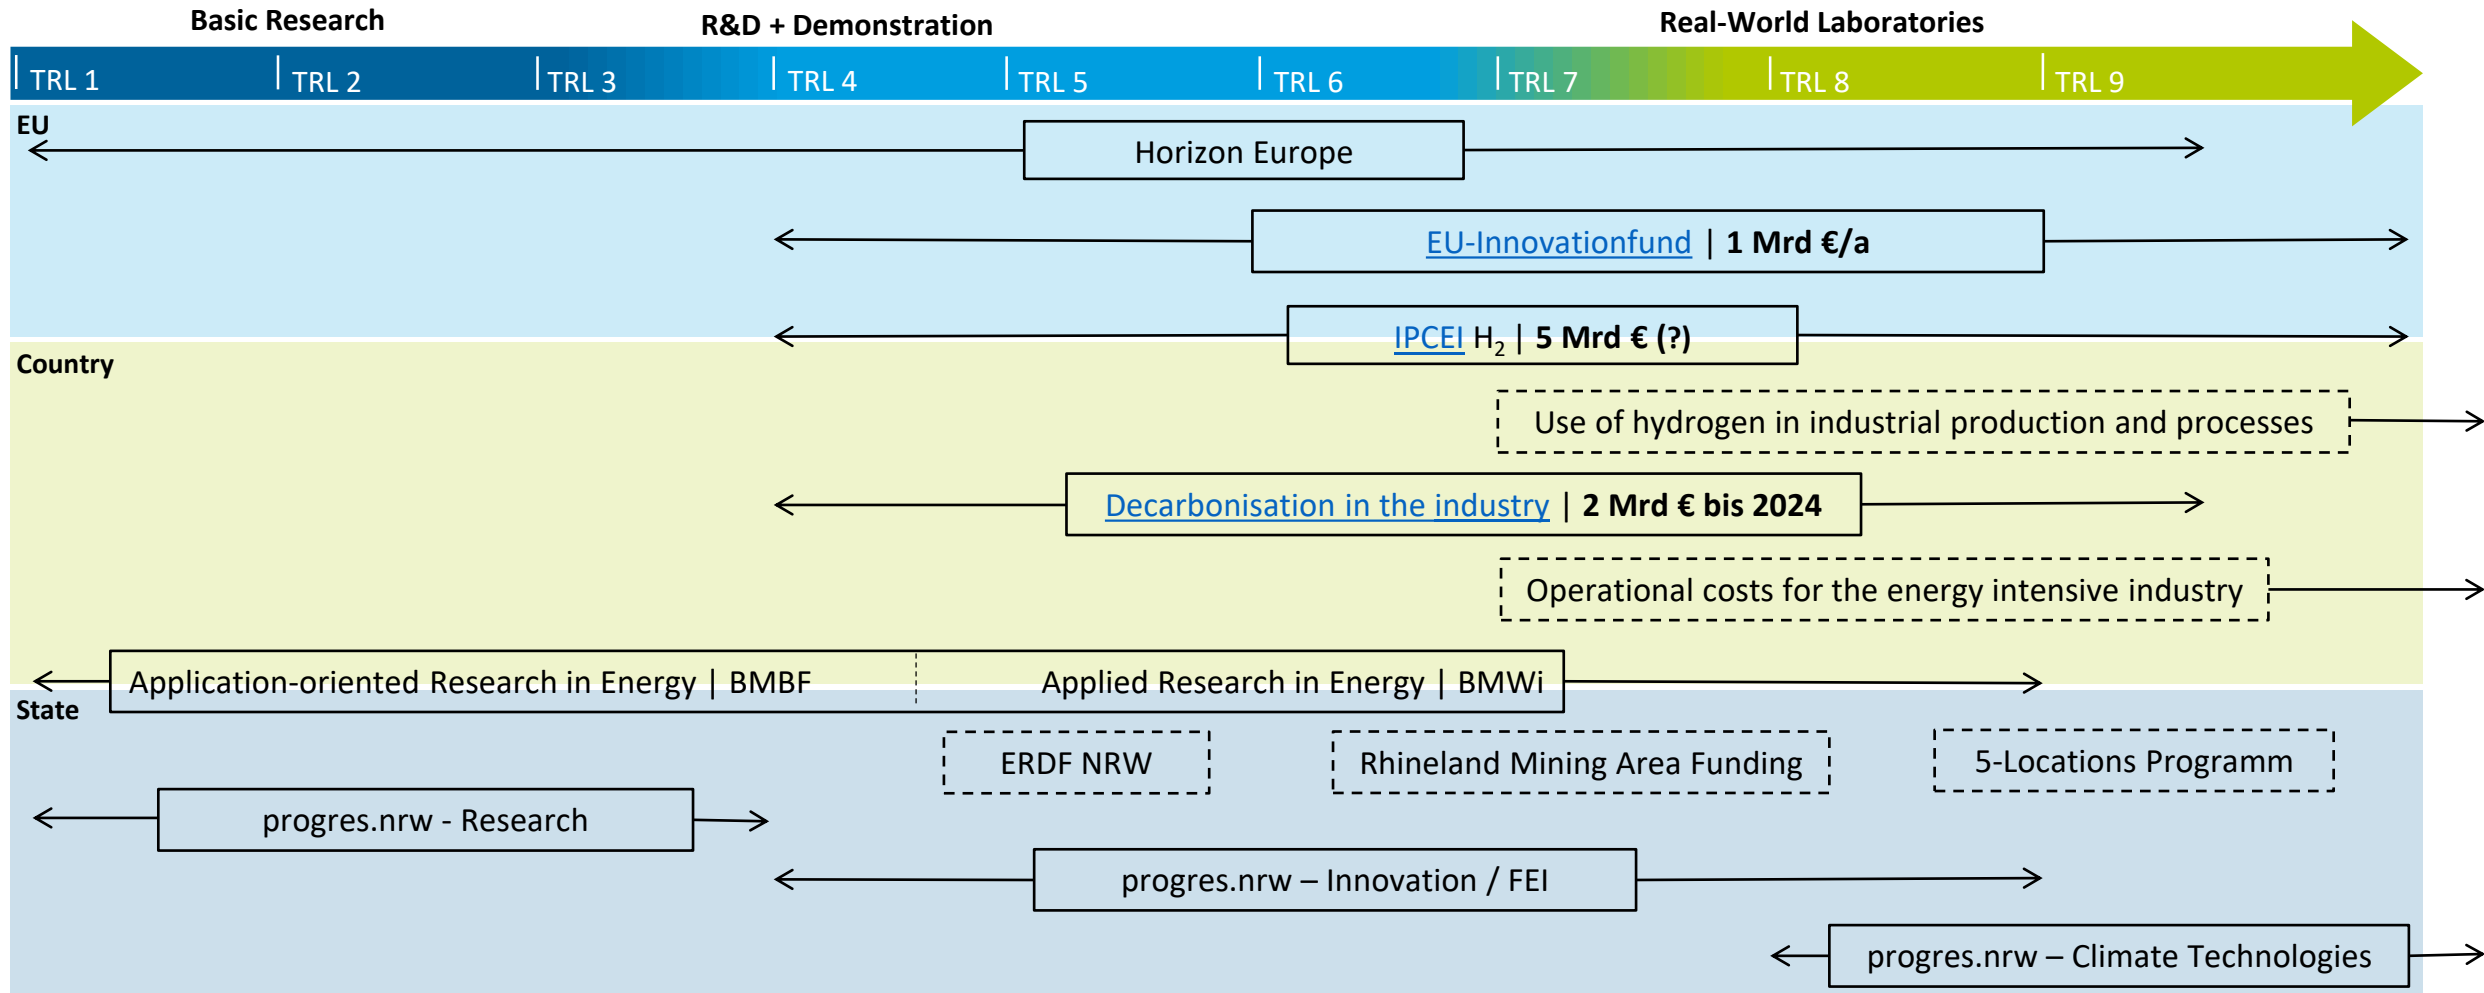 Basic Research
R&D + Demonstration
Real-World Laboratories
TRL 1
TRL 2
TRL 3
TRL 4
TRL 5
TRL 6
TRL 7
TRL 8
TRL 9
EU
Horizon Europe
EU-Innovationfund | 1 Mrd €/a
IPCEI H₂ | 5 Mrd € (?)
Country
Use of hydrogen in industrial production and processes
Decarbonisation in the industry | 2 Mrd € bis 2024
Operational costs for the energy intensive industry
Application-oriented Research in Energy | BMBF
Applied Research in Energy | BMWi
State
ERDF NRW
Rhineland Mining Area Funding
5-Locations Programm
progres.nrw - Research
progres.nrw – Innovation / FEI
progres.nrw – Climate Technologies